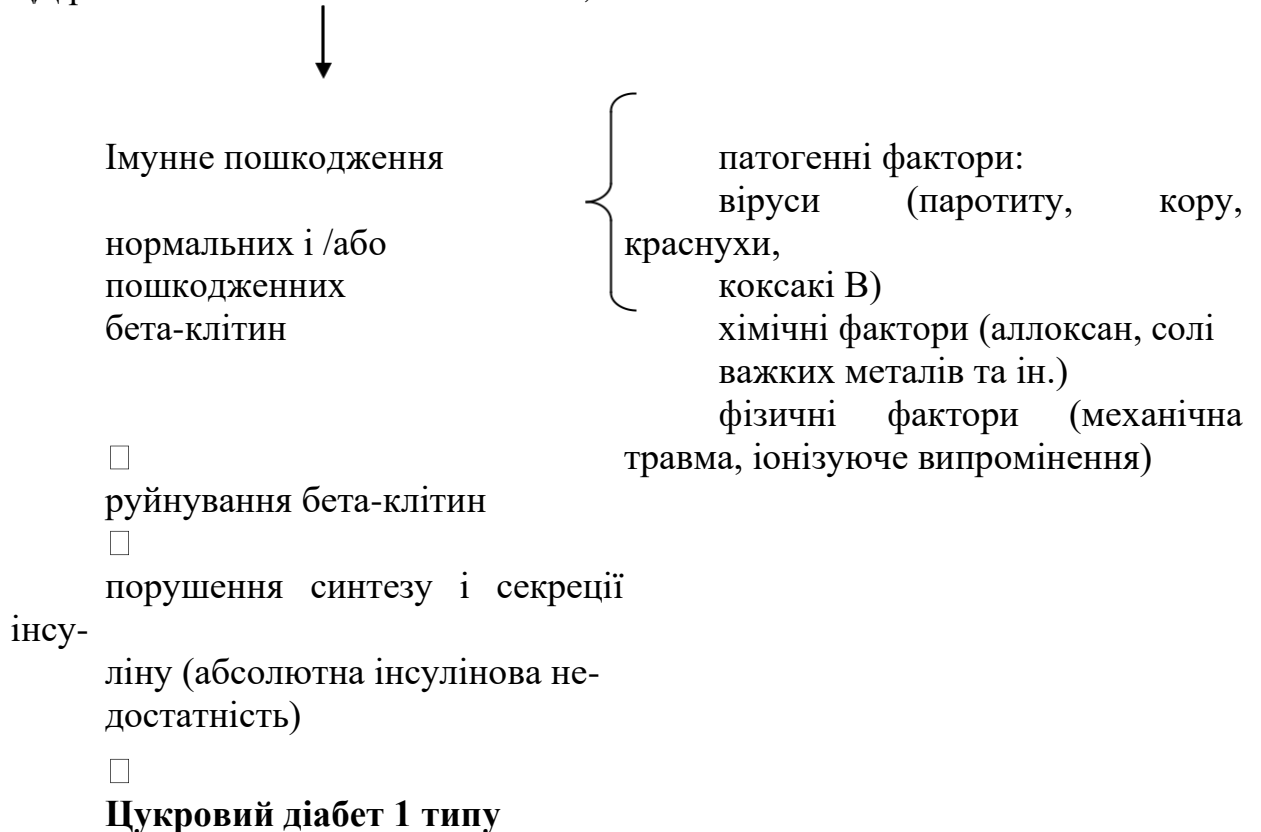 Імунне пошкодження
нормальних і /або
пошкодженних
бета-клітин
патогенні фактори:
віруси (паротиту, кору,
краснухи,
коксакі В)
хімічні фактори (аллоксан, солі
важких металів та ін.)
фізичні фактори (механічна
травма, іонізуюче випромінення)
руйнування бета-клітин
порушення синтезу і секреції
інсу-
ліну (абсолютна інсулінова не-
достатність)
Цукровий діабет 1 типу